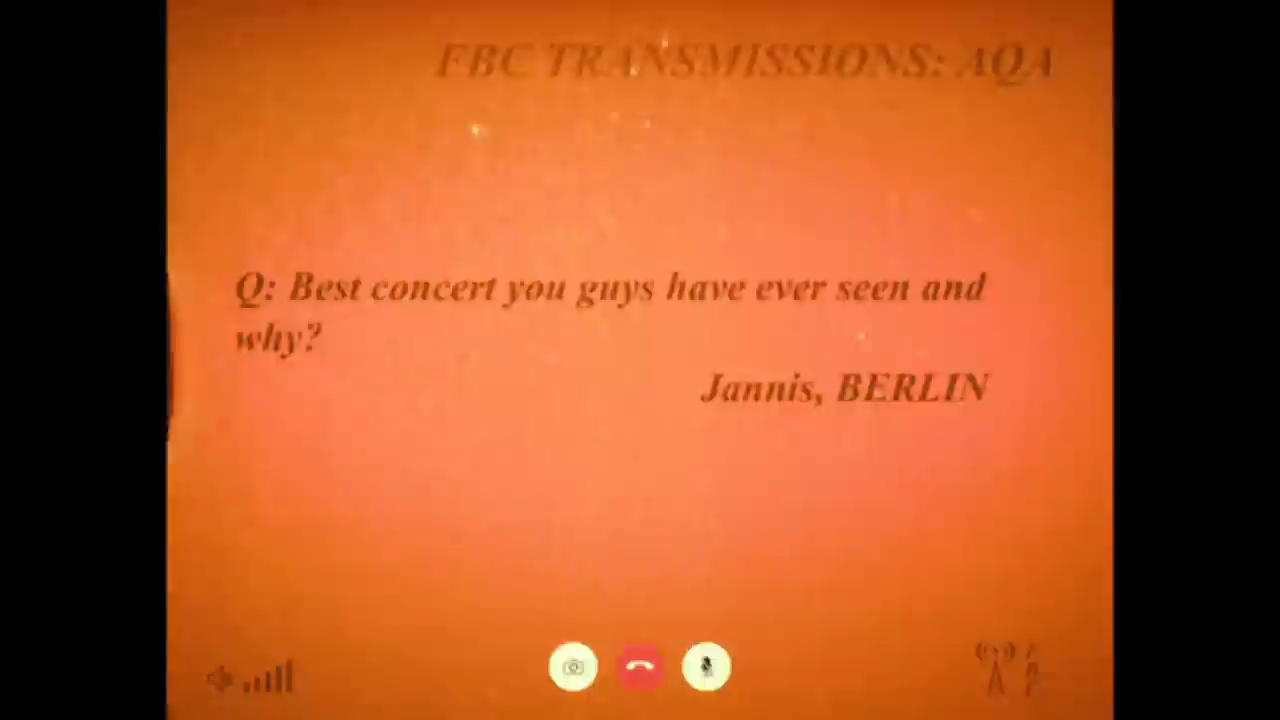 FBC TRANSMISSIONS: AQA
Q: Best concert you guys have ever seen and
why?
Jannis, BERLIN